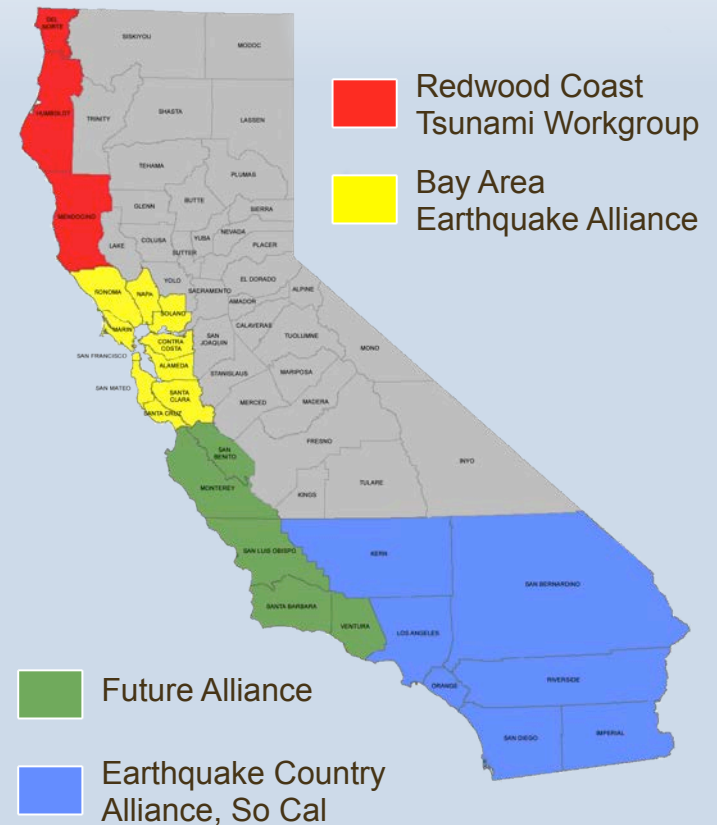 DEL
NORTE
SISKIYOU
MODOC
HUMBOLDT
TRINITY
SHASTA
LASSEN
Redwood Coast
Tsunami Workgroup
TEHAMA
PLUMAS
Bay Area
Earthquake Alliance
MENDOCINO
GLENN
BUTTE
SIERRA
LAKE
COLUSA
YUBA
NEVADA
SUTTER
PLACER
SONOMA
NAPA
YOLO
EL DORADO
SACRAMENTO
ALPINE
SOLANO
AMADOR
MARIN
CALAVERAS
CONTRA
COSTA
SAN
JOAQUIN
TUOLUMNE
MONO
SAN FRANCISCO
ALAMEDA
STANISLAUS
MARIPOSA
SAN MATEO
SANTA
CLARA
MERCED
MADERA
SANTA CRUZ
FRESNO
SAN
BENITO
INYO
MONTEREY
KINGS
TULARE
SAN LUIS OBISPO
KERN
SAN BERNARDINO
SANTA BARBARA
VENTURA
LOS ANGELES
Future Alliance
ORANGE
RIVERSIDE
SAN DIEGO
IMPERIAL
Earthquake Country
Alliance, So Cal